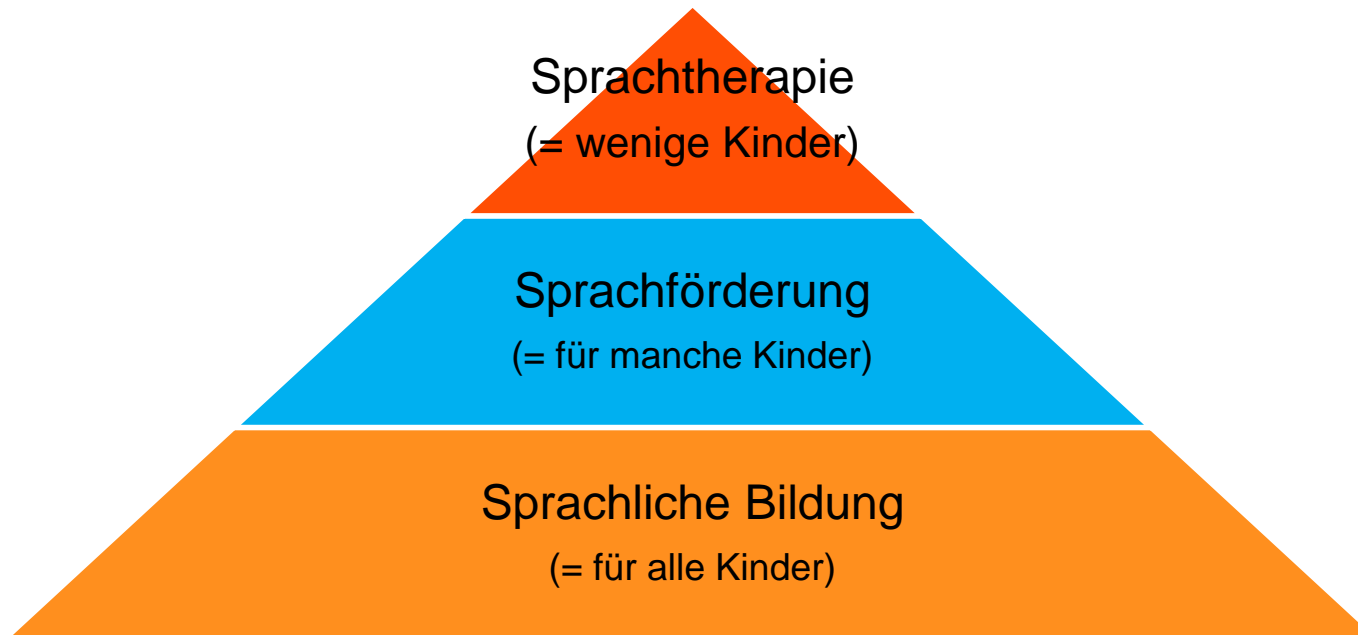 Sprachtherapie
(= wenige Kinder)
Sprachförderung
(= für manche Kinder)
Sprachliche Bildung
(= für alle Kinder)